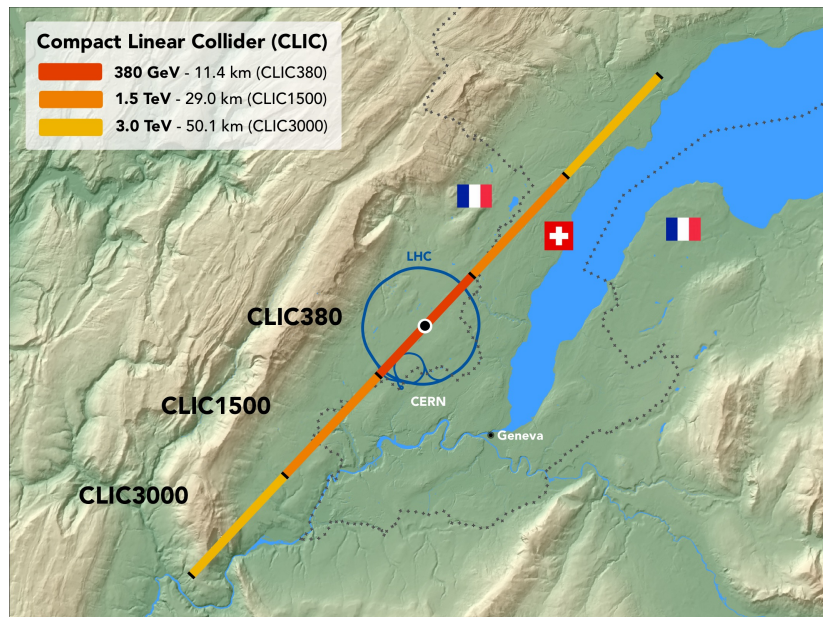 Compact Linear Collider (CLIC)
380 GeV - 11.4 km (CLIC380)
1.5 TeV - 29.0 km (CLIC1500)
3.0 TeV - 50.1 km (CLIC3000)
LHC
CLIC380
CLIC1500
CERN
Geneva
CLIC3000